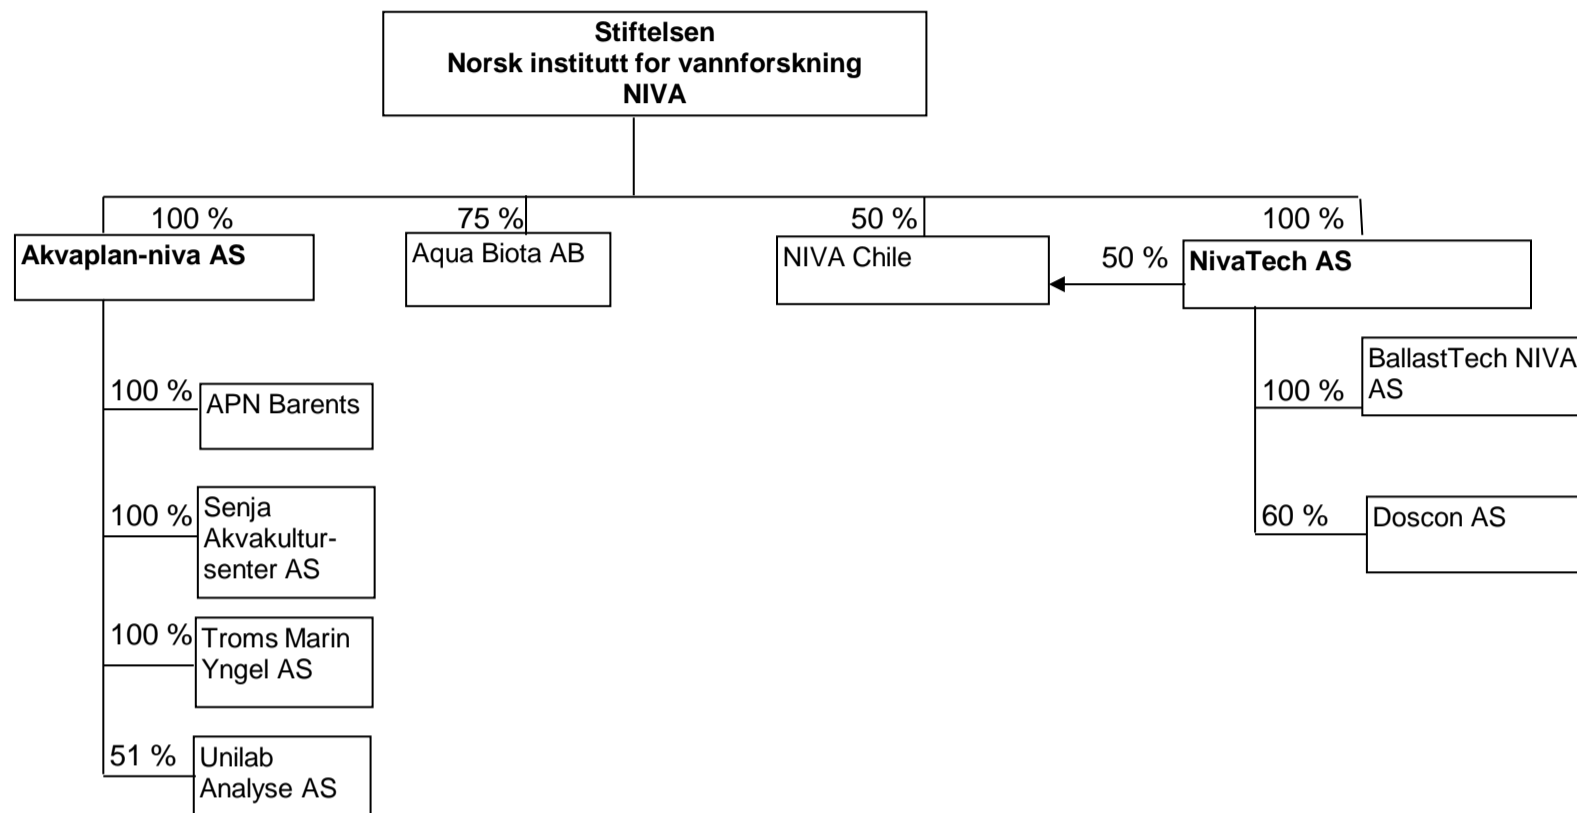 Stiftelsen
Norsk institutt for vannforskning
NIVA
100 %
75 %
50 %
100 %
Akvaplan-niva AS
Aqua Biota AB
NIVA Chile
50 %
NivaTech AS
100 %
APN Barents
100 %
Senja
Akvakultur-
senter AS
100 %
Troms Marin
Yngel AS
51 %
Unilab
Analyse AS
100 %
BallastTech NIVA
AS
60 %
Doscon AS